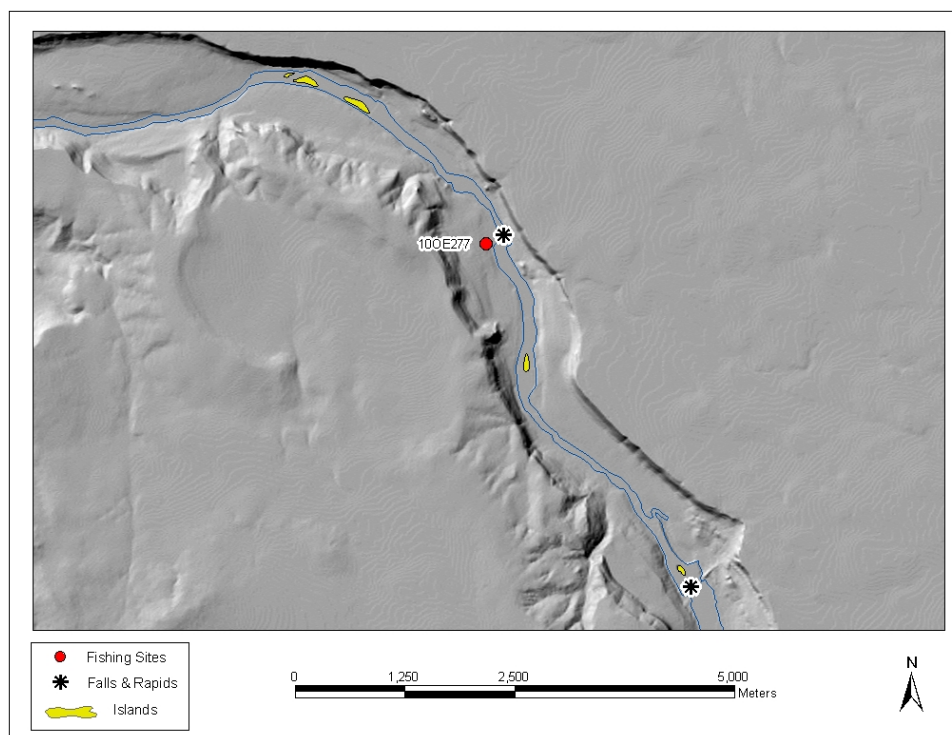 10OE277
Fishing Sites
Falls & Rapids
Islands
0 1,250 2,500 5,000
Meters
N